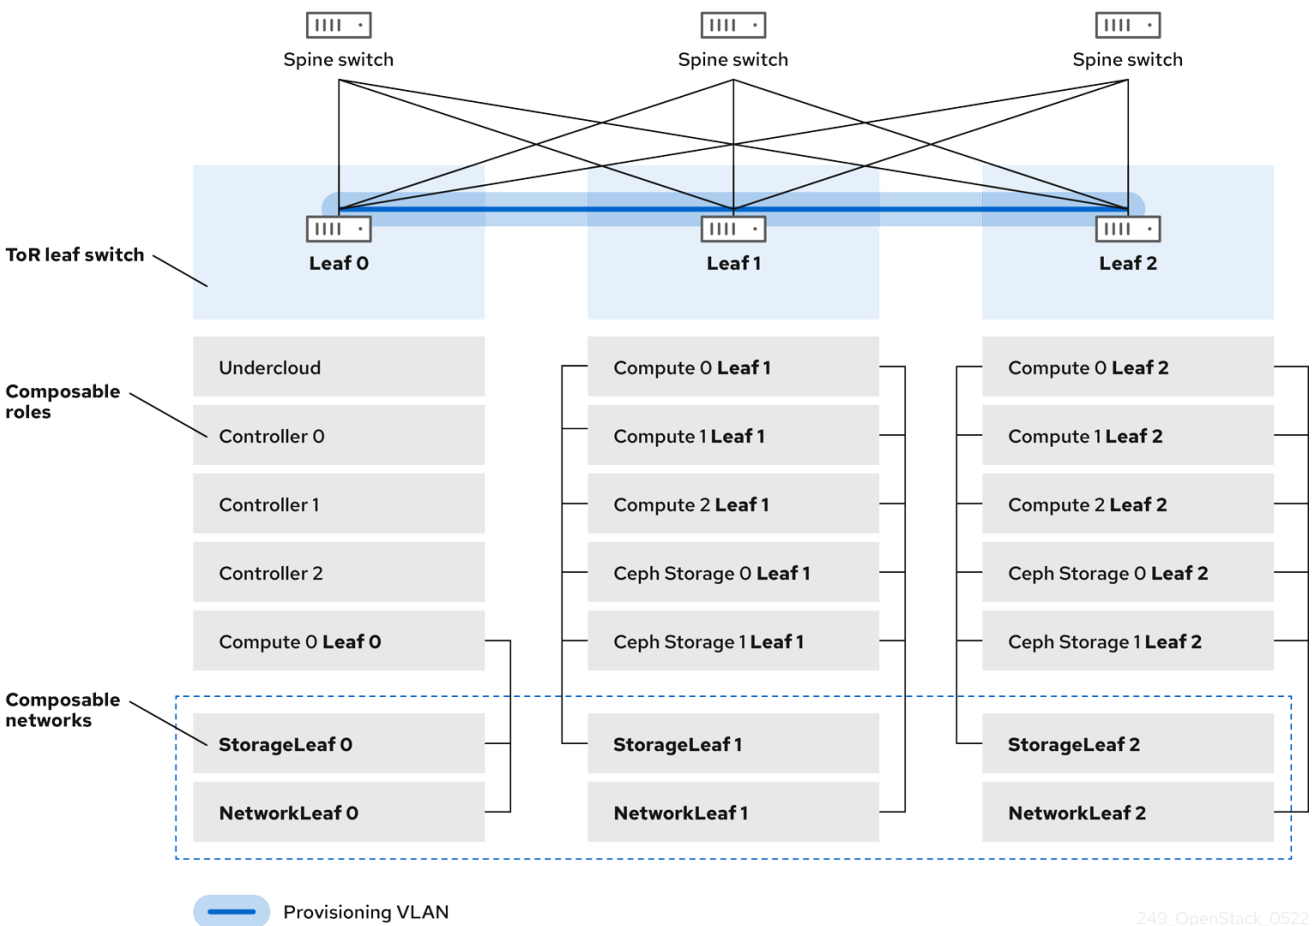 Spine switch
Spine switch
Spine switch
ToR leaf switch
Leaf 0
Leaf 1
Leaf 2
Composable
roles
Undercloud
Controller 0
Controller 1
Controller 2
Compute 0 Leaf 0
Compute 0 Leaf 1
Compute 1 Leaf 1
Compute 2 Leaf 1
Ceph Storage 0 Leaf 1
Ceph Storage 1 Leaf 1
Compute 0 Leaf 2
Compute 1 Leaf 2
Compute 2 Leaf 2
Ceph Storage 0 Leaf 2
Ceph Storage 1 Leaf 2
Composable
networks
StorageLeaf 0
NetworkLeaf 0
StorageLeaf 1
NetworkLeaf 1
StorageLeaf 2
NetworkLeaf 2
Provisioning VLAN
249_OpenStack_0522